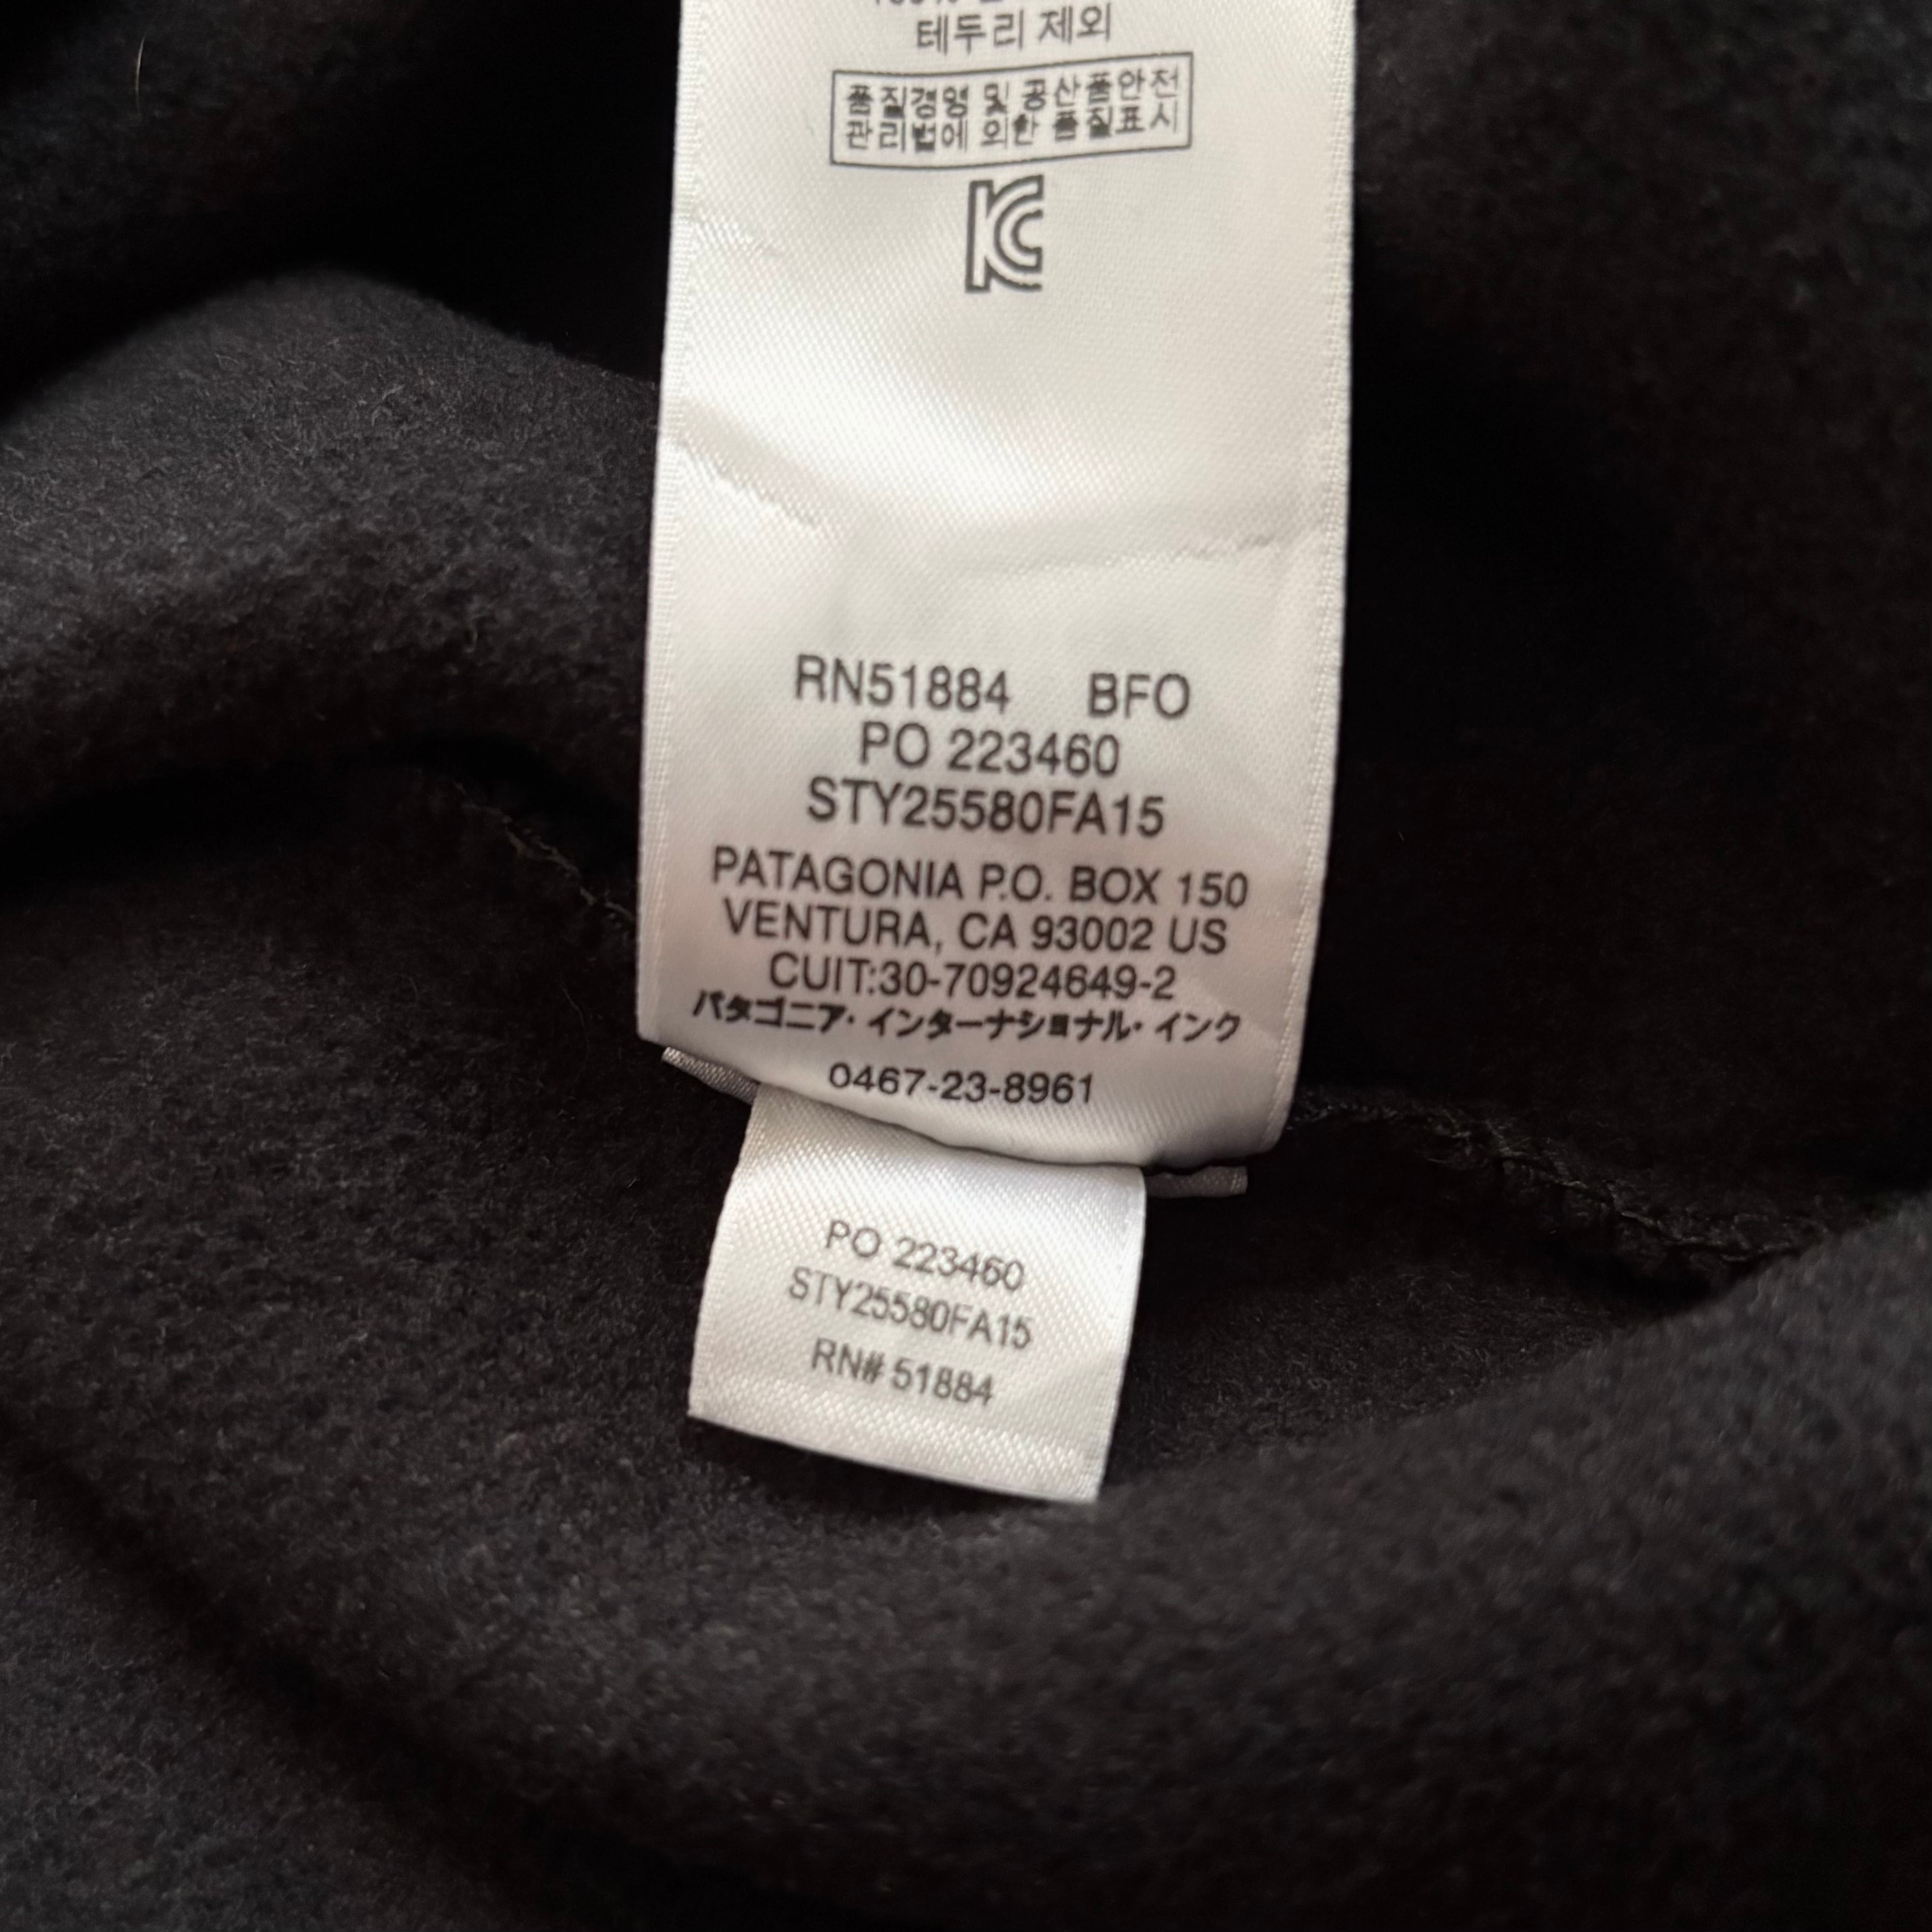 테두리 제외
품질경영 및 공산품안전
관리법에 의한 품질표시
KC
RN51884 BFO
PO 223460
STY25580FA15
PATAGONIA P.O. BOX 150
VENTURA, CA 93002 US
CUIT:30-70924649-2
パタゴニア・インターナショナル・インク
0467-23-8961
PO 223460
STY25580FA15
RN# 51884